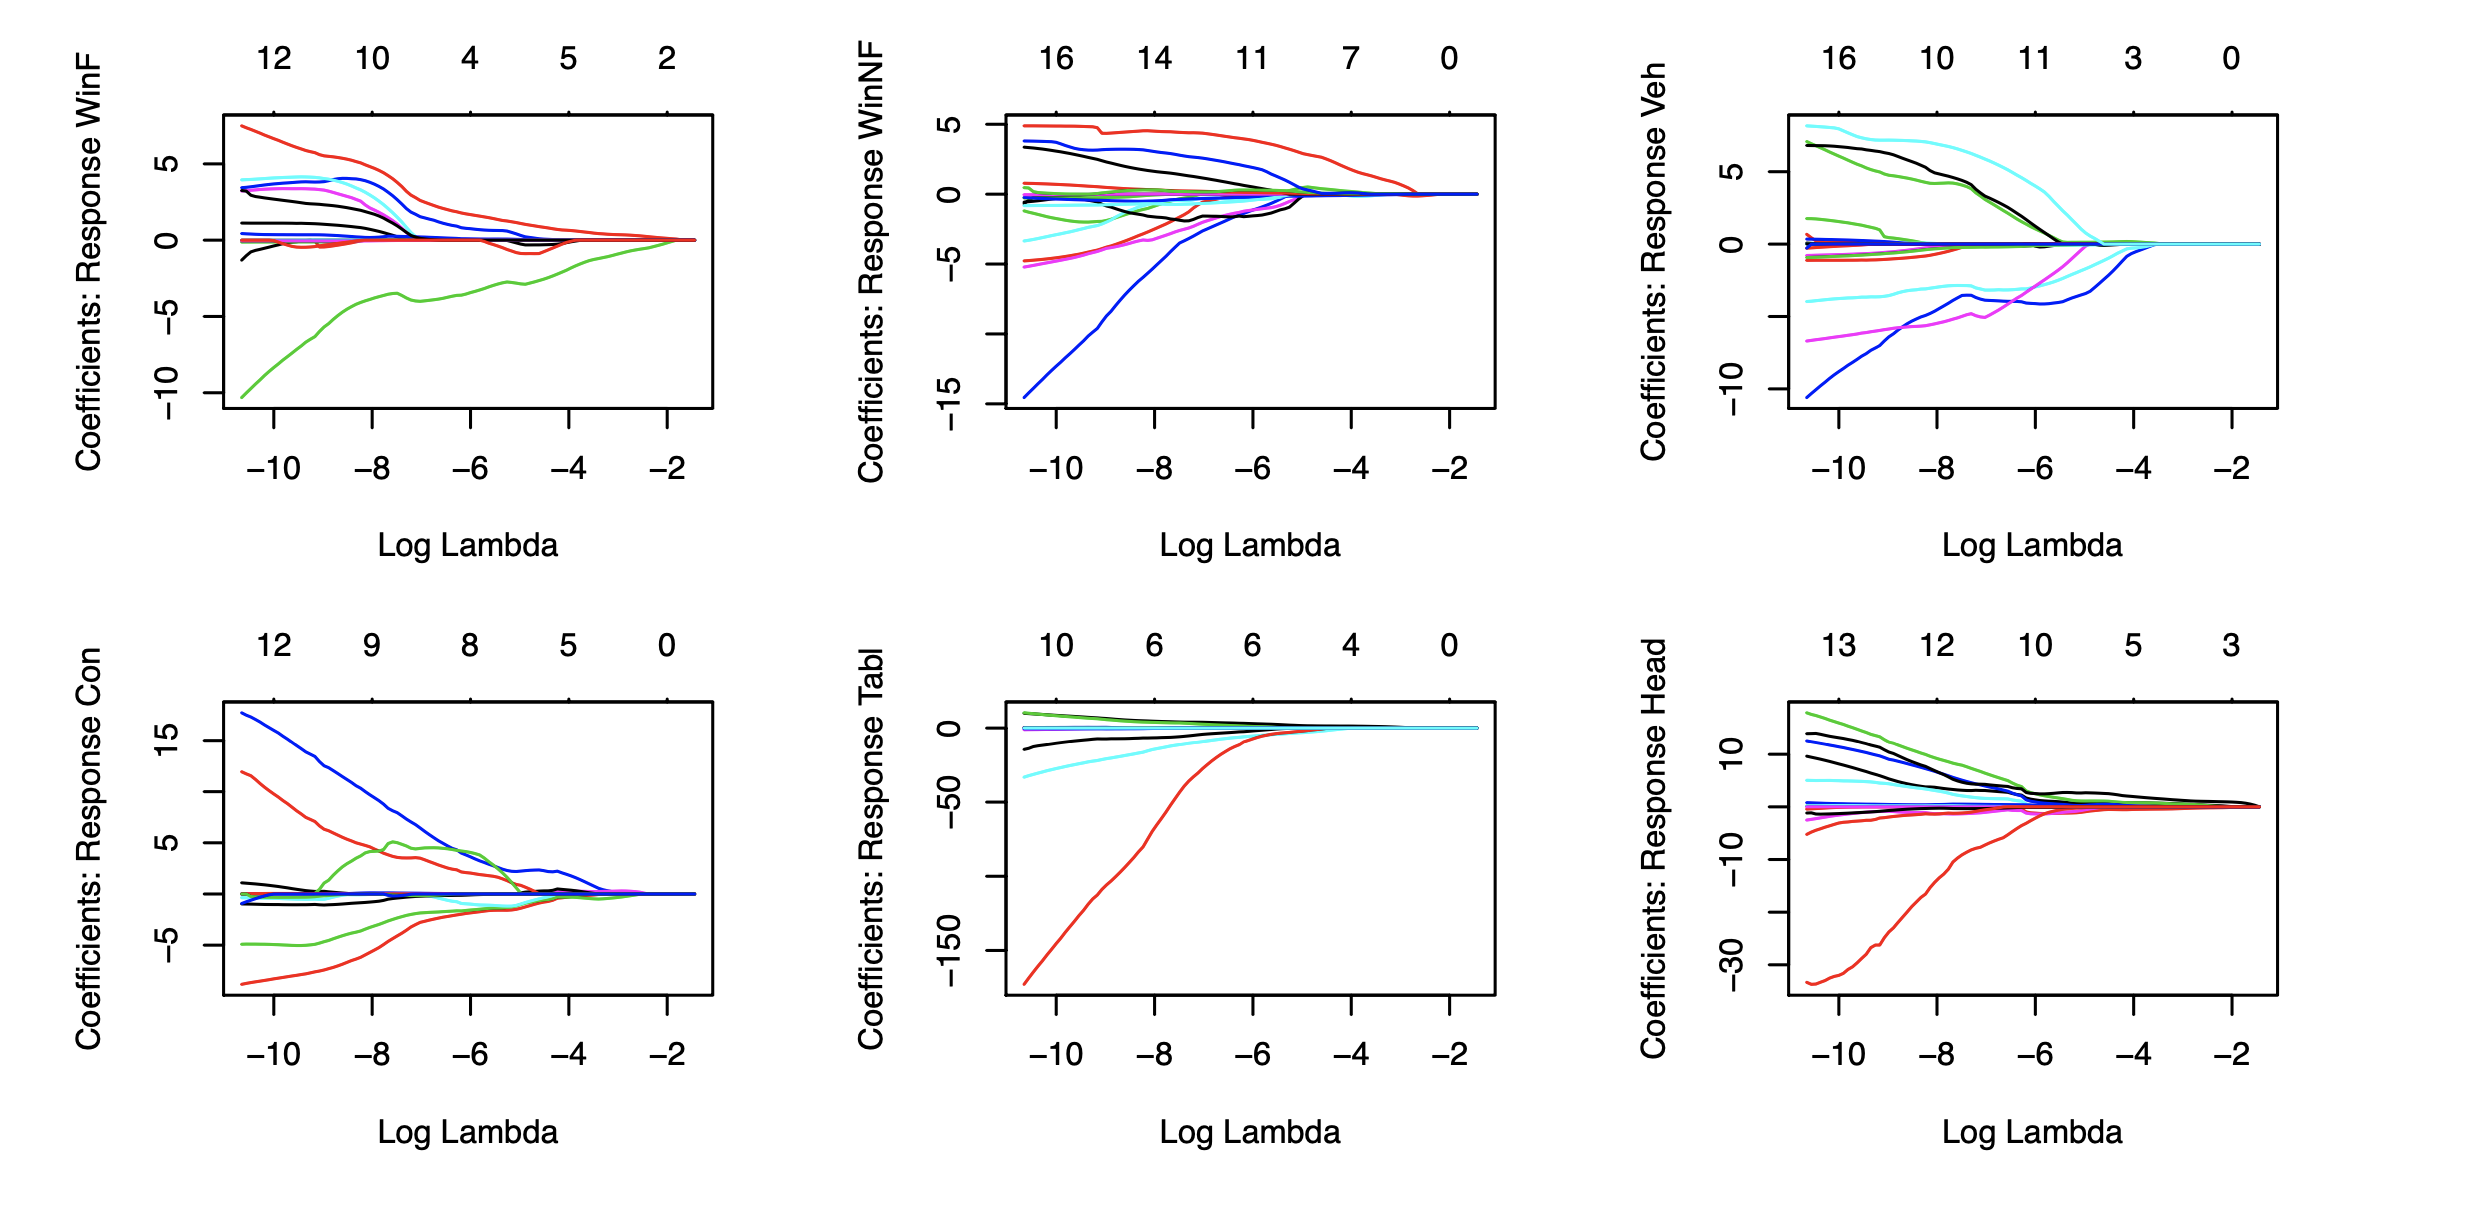 12 10 4 5 2
Coefficients: Response WinF
5
0
−5
−10
−10 −8 −6 −4 −2
Log Lambda
16 14 11 7 0
Coefficients: Response WinNF
5
0
−5
−15
−10 −8 −6 −4 −2
Log Lambda
16 10 11 3 0
Coefficients: Response Veh
5
0
−10
−10 −8 −6 −4 −2
Log Lambda
12 9 8 5 0
Coefficients: Response Con
15
5
−5
−10 −8 −6 −4 −2
Log Lambda
10 6 6 4 0
Coefficients: Response Tabl
0
−50
−150
−10 −8 −6 −4 −2
Log Lambda
13 12 10 5 3
Coefficients: Response Head
10
−10
−30
−10 −8 −6 −4 −2
Log Lambda